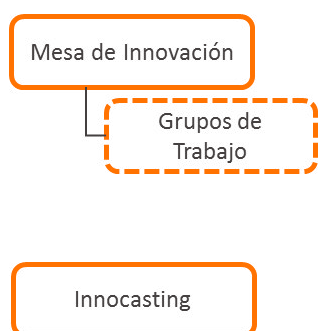 Mesa de Innovación
Grupos de
Trabajo
Innocasting